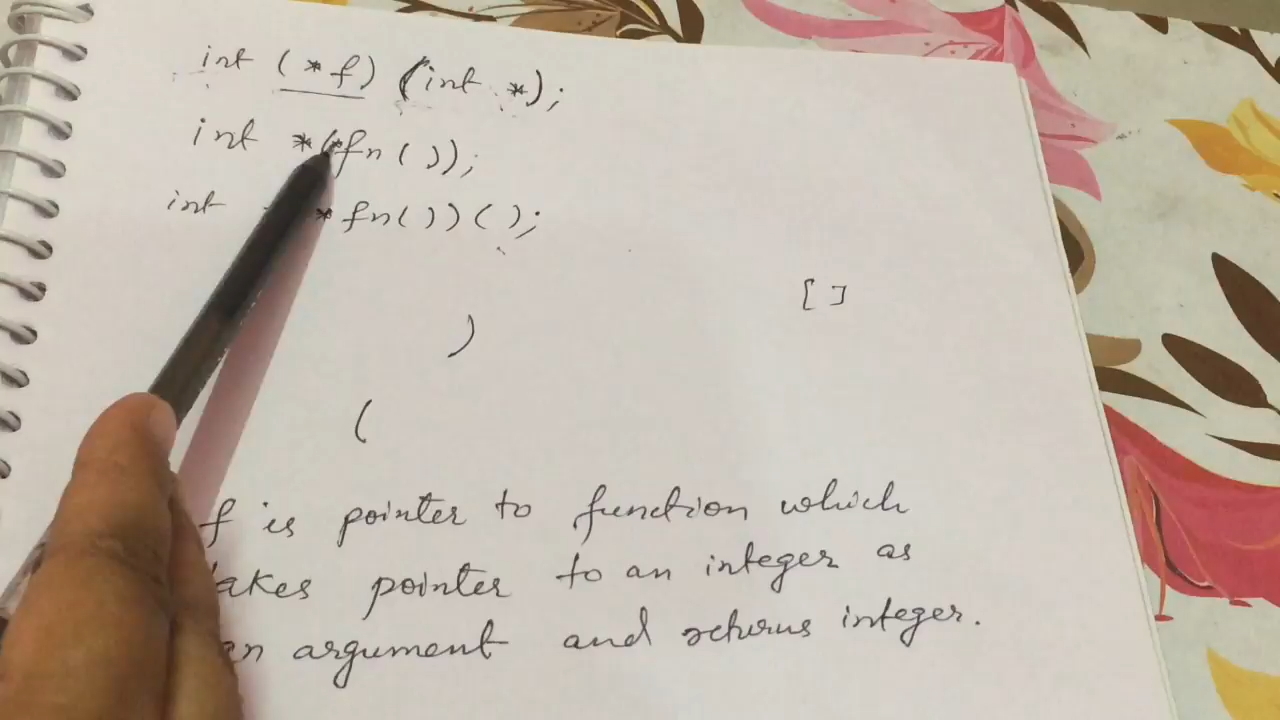 int (*f) (int *);
int *(*fn());
int *fn())();
[ ]
)
(
f is pointer to function which
takes pointer to an integer as
an argument and returns integer.